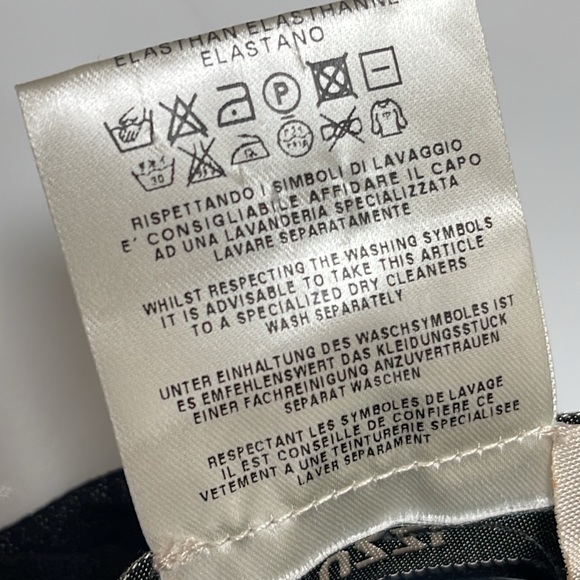 ELASTHAN ELASTHANNE
ELASTANO
P
30
RISPETTANDO I SIMBOLI DI LAVAGGIO
E' CONSIGLIABILE AFFIDARE IL CAPO
AD UNA LAVANDERIA SPECIALIZZATA
LAVARE SEPARATAMENTE
WHILST RESPECTING THE WASHING SYMBOLS
IT IS ADVISABLE TO TAKE THIS ARTICLE
TO A SPECIALIZED DRY CLEANERS
WASH SEPARATELY
UNTER EINHALTUNG DES WASCHSYMBOLES IST
ES EMFEHLENSWERT DAS KLEIDUNGSSTUCK
EINER FACHREINIGUNG ANZUVERTRAUEN
SEPARAT WASCHEN
RESPECTANT LES SYMBOLES DE LAVAGE
IL EST CONSEILLE DE CONFIERE CE
VETEMENT A UNE TEINTURERIE SPECIALISEE
LAVER SEPARAMENT